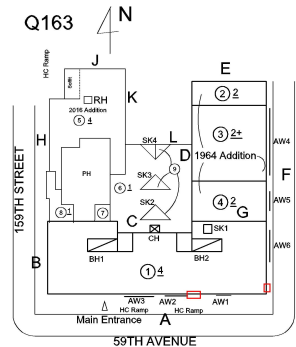 Q163
N
J
E
HC Ramp
Soffit
RH
2016 Addition
5 4
K
2 2
H
SK4
L
D
3 2+
AW4
1964 Addition
9
PH
SK3
6 1
F
159TH STREET
8 1
7
SK2
4 2
AW5
G
C
SK1
CH
B
BH1
BH2
AW6
1 4
AW3
AW2
AW1
HC Ramp
HC Ramp
Main Entrance
A
59TH AVENUE